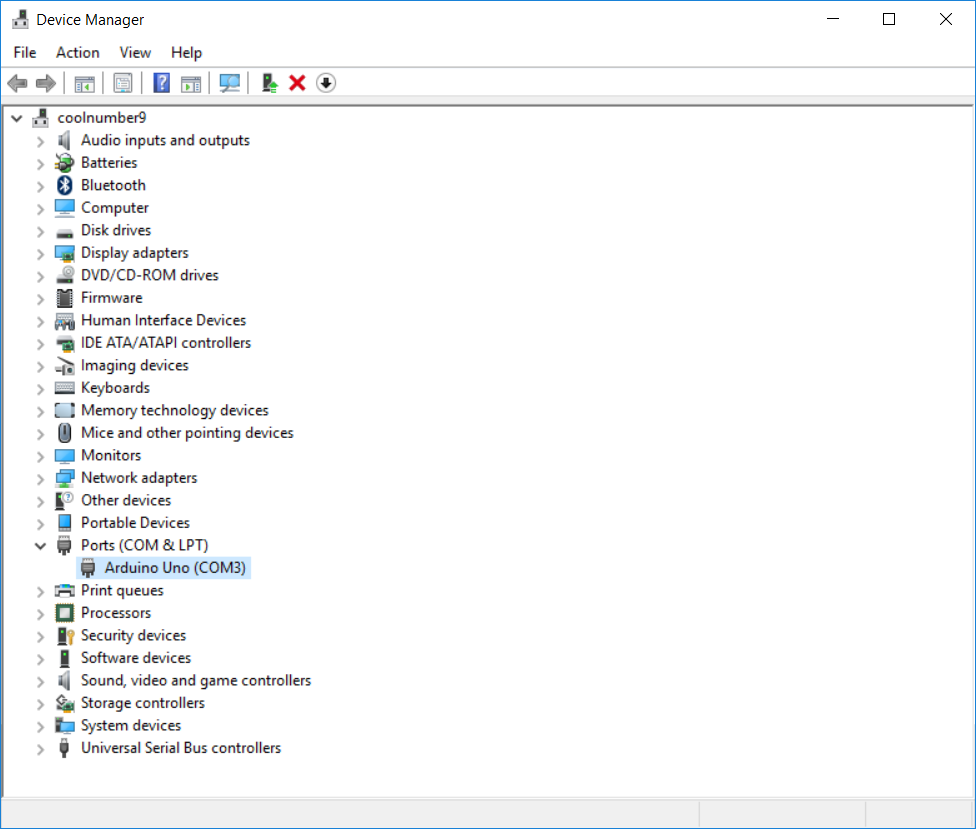 Device Manager
File Action View Help
coolnumber9
Audio inputs and outputs
Batteries
Bluetooth
Computer
Disk drives
Display adapters
DVD/CD-ROM drives
Firmware
Human Interface Devices
IDE ATA/ATAPI controllers
Imaging devices
Keyboards
Memory technology devices
Mice and other pointing devices
Monitors
Network adapters
Other devices
Portable Devices
Ports (COM & LPT)
Arduino Uno (COM3)
Print queues
Processors
Security devices
Software devices
Sound, video and game controllers
Storage controllers
System devices
Universal Serial Bus controllers